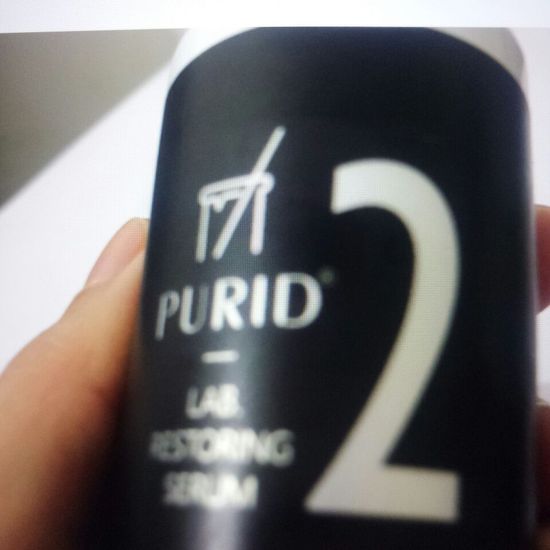 PURID®
LAB.
RESTORING
SERUM
2